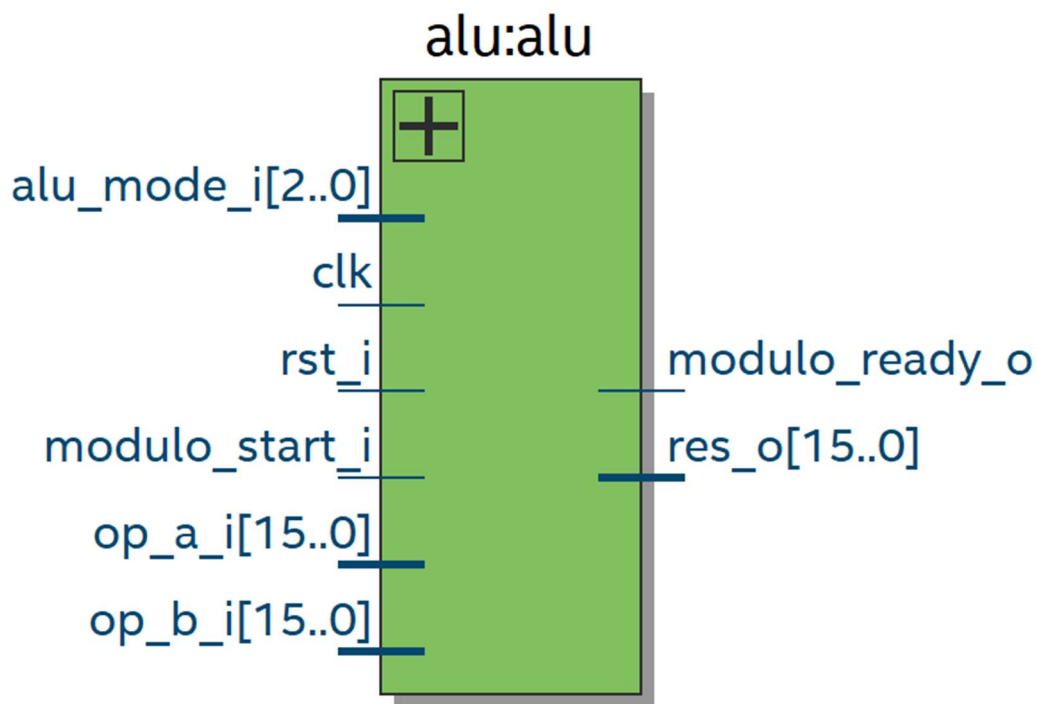 alu:alu
alu_mode_i[2..0]
clk
rst_i
modulo_start_i
op_a_i[15..0]
op_b_i[15..0]
modulo_ready_o
res_o[15..0]